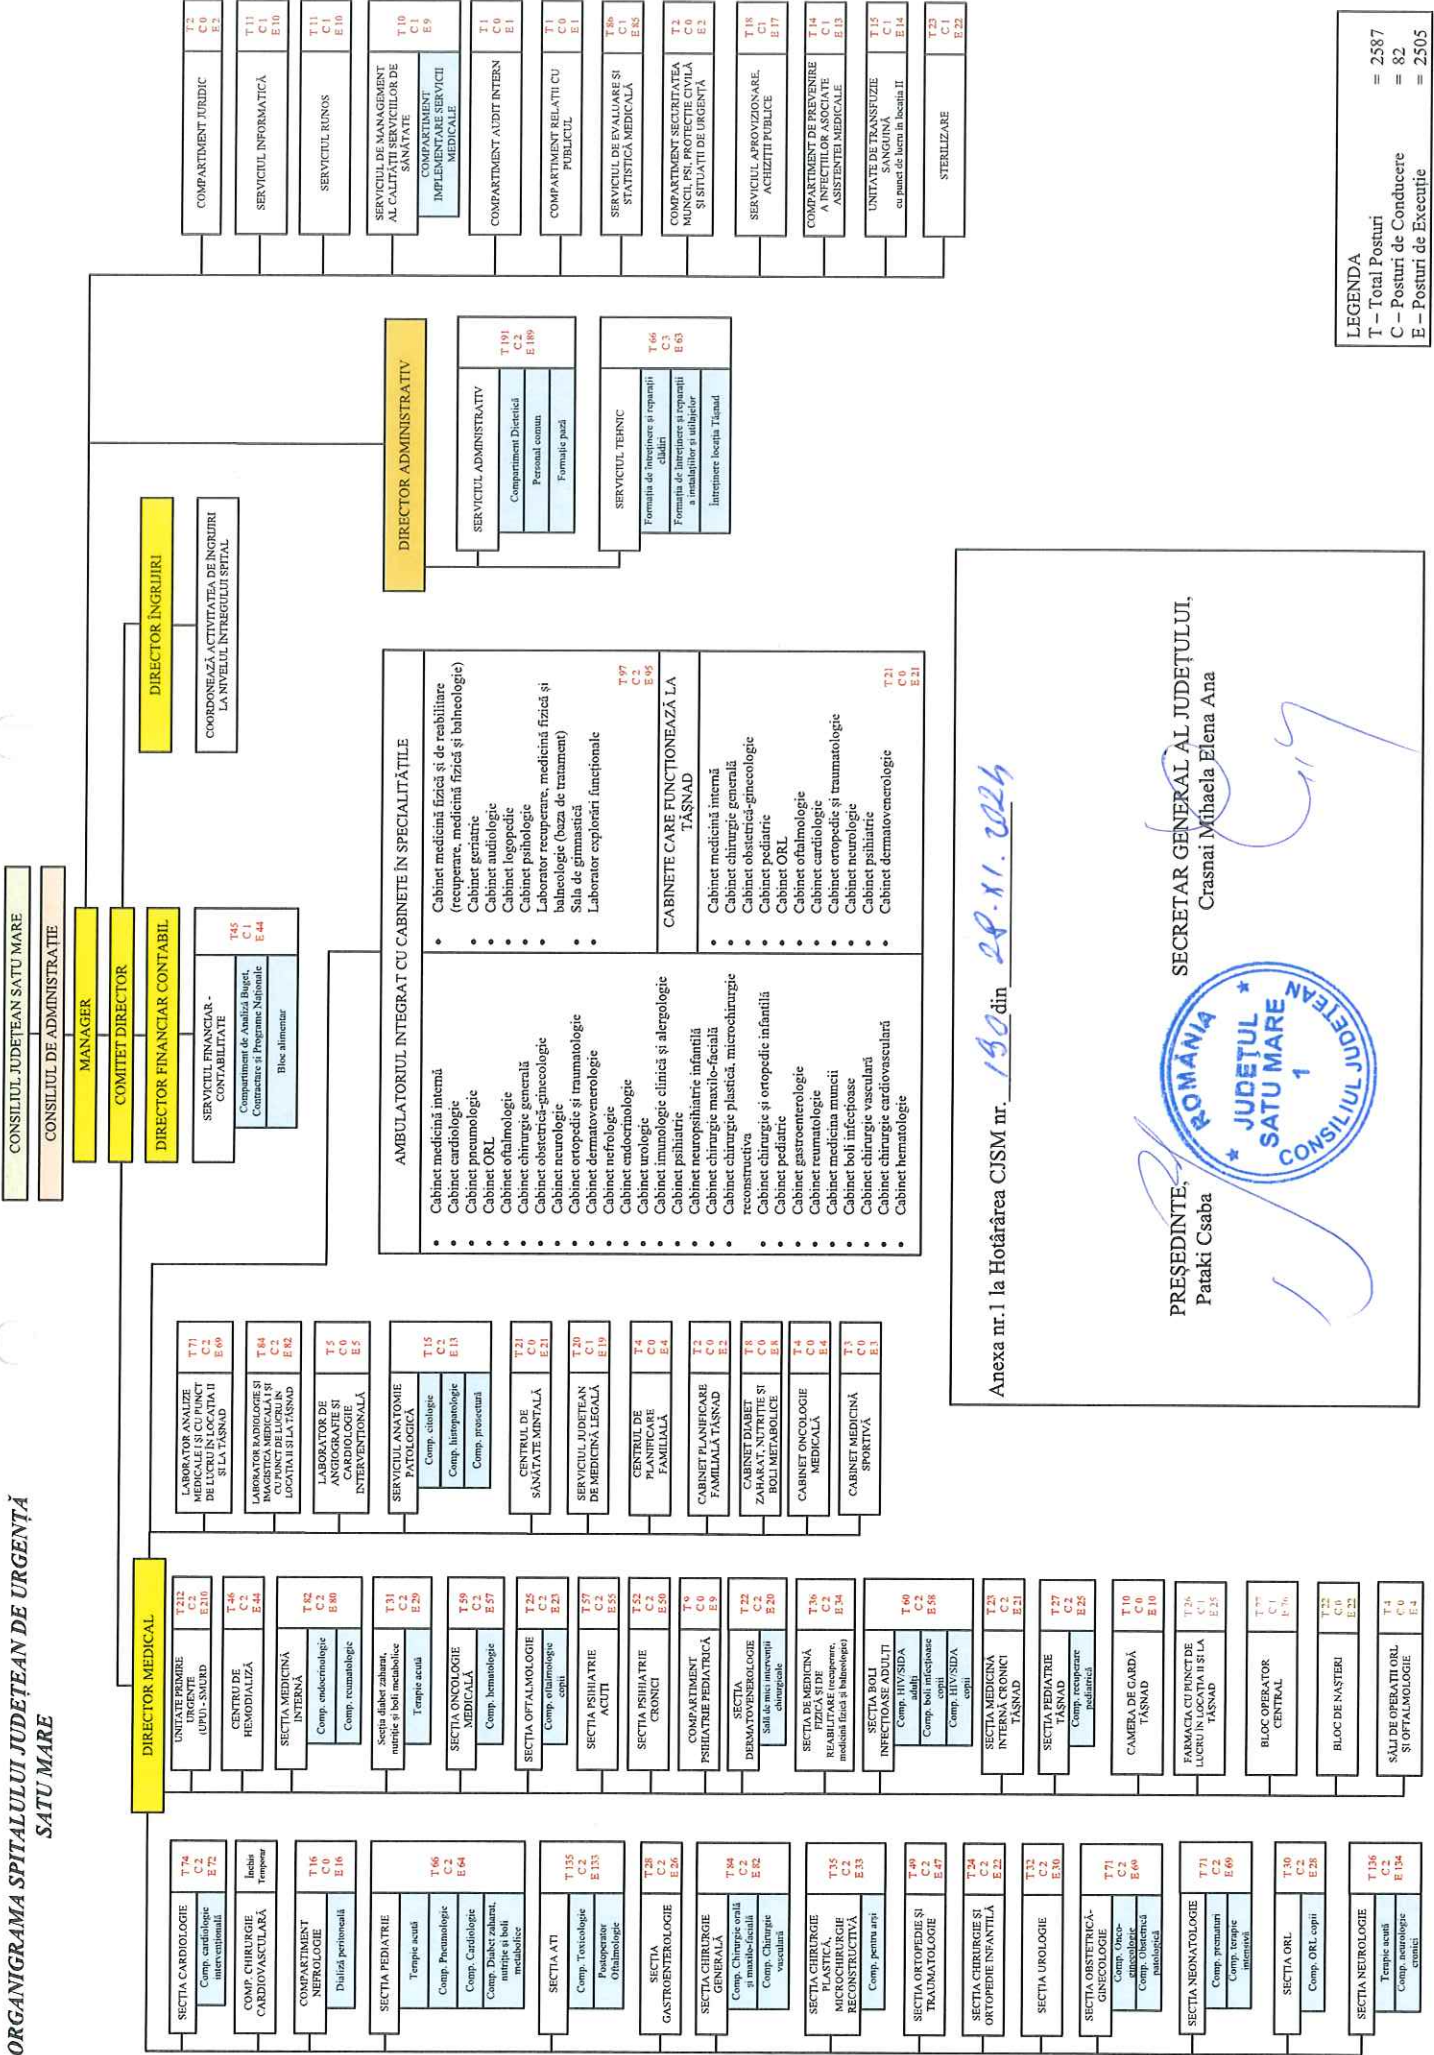 ORGANIGRAMA SPITALULUI JUDEȚEAN DE URGENȚĂ
SATU MARE
CONSILIUL JUDEȚEAN SATU MARE
CONSILIUL DE ADMINISTRAȚIE
MANAGER
COMITET DIRECTOR
DIRECTOR MEDICAL
DIRECTOR FINANCIAR CONTABIL
DIRECTOR ÎNGRIJIRI
SECȚIA CARDIOLOGIE
Comp. cardiologie
intervențională
T 74
C 2
E 72
COMP. CHIRURGIE
CARDIOVASCULARĂ
Închis
Temporar
COMPARTIMENT
NEFROLOGIE
Dializă peritoneală
T 16
C 0
E 16
SECȚIA PEDIATRIE
Terapie acută
Comp. Pneumologie
Comp. Cardiologie
Comp. Diabet zaharat,
nutriție și boli
metabolice
T 66
C 2
E 64
SECȚIA ATI
Comp. Toxicologie
Postoperator
Oftalmologie
T 135
C 2
E 133
SECȚIA
GASTROENTEROLOGIE
T 28
C 2
E 26
SECȚIA CHIRURGIE
GENERALĂ
Comp. Chirurgie orală
și maxilo-facială
Comp. Chirurgie
vasculară
T 84
C 2
E 82
SECȚIA CHIRURGIE
PLASTICĂ,
MICROCHIRURGIE
RECONSTRUCTIVĂ
Comp. pentru arși
T 35
C 2
E 33
SECȚIA ORTOPEDIE ȘI
TRAUMATOLOGIE
T 49
C 2
E 47
SECȚIA CHIRURGIE ȘI
ORTOPEDIE INFANTILĂ
T 24
C 2
E 22
SECȚIA UROLOGIE
T 32
C 2
E 30
SECȚIA OBSTETRICĂ-
GINECOLOGIE
Comp. Onco-
ginecologie
Comp. Obstetrică
patologică
T 71
C 2
E 69
SECȚIA NEONATOLOGIE
Comp. prematuri
Comp. terapie
intensivă
T 71
C 2
E 69
SECȚIA ORL
Comp. ORL copii
T 30
C 2
E 28
SECȚIA NEUROLOGIE
Terapie acută
Comp. neurologie
cronici
T 136
C 2
E 134
UNITATE PRIMIRE
URGENȚE
(UPU) - SMURD
T 212
C 2
E 210
CENTRU DE
HEMODIALIZĂ
T 46
C 2
E 44
SECȚIA MEDICINĂ
INTERNĂ
Comp. endocrinologie
Comp. reumatologie
T 82
C 2
E 80
Secția diabet zaharat,
nutriție și boli metabolice
Terapie acută
T 31
C 2
E 29
SECȚIA ONCOLOGIE
MEDICALĂ
Comp. hematologie
T 59
C 2
E 57
SECȚIA OFTALMOLOGIE
Comp. oftalmologie
copii
T 25
C 2
E 23
SECȚIA PSIHIATRIE
ACUȚI
T 57
C 2
E 55
SECȚIA PSIHIATRIE
CRONICI
T 52
C 2
E 50
COMPARTIMENT
PSIHIATRIE PEDIATRICĂ
T 9
C 0
E 9
SECȚIA
DERMATOVENEROLOGIE
Sală de mici intervenții
chirurgicale
T 22
C 2
E 20
SECȚIA DE MEDICINĂ
FIZICĂ ȘI DE
REABILITARE (recuperare,
medicină fizică și balneologie)
T 36
C 2
E 34
SECȚIA BOLI
INFECȚIOASE ADULȚI
Comp. HIV/SIDA
adulți
Comp. boli infecțioase
copii
Comp. HIV/SIDA
copii
T 60
C 2
E 58
SECȚIA MEDICINĂ
INTERNĂ CRONICI
TĂȘNAD
T 23
C 2
E 21
SECȚIA PEDIATRIE
TĂȘNAD
Comp. recuperare
pediatrică
T 27
C 2
E 25
CAMERA DE GARDĂ
TĂȘNAD
T 10
C 0
E 10
FARMACIA CU PUNCT DE
LUCRU ÎN LOCAȚIA II ȘI LA
TĂȘNAD
T 26
C 1
E 25
BLOC OPERATOR
CENTRAL
C 1
BLOC DE NAȘTERI
T 22
C 0
E 22
SĂLI DE OPERAȚII ORL
ȘI OFTALMOLOGIE
T 4
C 0
E 4
LABORATOR ANALIZE
MEDICALE I ȘI CU PUNCT
DE LUCRU ÎN LOCAȚIA II
ȘI LA TĂȘNAD
T 71
C 2
E 69
LABORATOR RADIOLOGIE ȘI
IMAGISTICĂ MEDICALĂ I ȘI
CU PUNCT DE LUCRU ÎN
LOCAȚIA II ȘI LA TĂȘNAD
T 84
C 2
E 82
LABORATOR DE
ANGIOGRAFIE ȘI
CARDIOLOGIE
INTERVENȚIONALĂ
T 5
C 0
E 5
SERVICIUL ANATOMIE
PATOLOGICĂ
Comp. citologie
Comp. histopatologie
Comp. prosectură
T 15
C 2
E 13
CENTRUL DE
SĂNĂTATE MINTALĂ
T 21
C 0
E 21
SERVICIUL JUDEȚEAN
DE MEDICINĂ LEGALĂ
T 20
C 1
E 19
CENTRUL DE
PLANIFICARE
FAMILIALĂ
T 4
C 0
E 4
CABINET PLANIFICARE
FAMILIALĂ TĂȘNAD
T 2
C 0
E 2
CABINET DIABET
ZAHARAT, NUTRIȚIE ȘI
BOLI METABOLICE
T 8
C 0
E 8
CABINET ONCOLOGIE
MEDICALĂ
T 4
C 0
E 4
CABINET MEDICINĂ
SPORTIVĂ
T 3
C 0
E 3
SERVICIUL FINANCIAR -
CONTABILITATE
Compartiment de Analiză Buget,
Contractare și Programe Naționale
Bloc alimentar
T45
C 1
E 44
COORDONEAZĂ ACTIVITATEA DE ÎNGRIJIRI
LA NIVELUL ÎNTREGULUI SPITAL
AMBULATORIUL INTEGRAT CU CABINETE ÎN SPECIALITĂȚILE
• Cabinet medicină internă
• Cabinet cardiologie
• Cabinet pneumologie
• Cabinet ORL
• Cabinet oftalmologie
• Cabinet chirurgie generală
• Cabinet obstetrică-ginecologie
• Cabinet neurologie
• Cabinet ortopedie și traumatologie
• Cabinet dermatovenerologie
• Cabinet nefrologie
• Cabinet endocrinologie
• Cabinet urologie
• Cabinet imunologie clinică și alergologie
• Cabinet psihiatrie
• Cabinet neuropsihiatrie infantilă
• Cabinet chirurgie maxilo-facială
• Cabinet chirurgie plastică, microchirurgie
reconstructiva
• Cabinet chirurgie și ortopedie infantilă
• Cabinet pediatrie
• Cabinet gastroenterologie
• Cabinet reumatologie
• Cabinet medicina muncii
• Cabinet boli infecțioase
• Cabinet chirurgie vasculară
• Cabinet chirurgie cardiovasculară
• Cabinet hematologie
• Cabinet medicină fizică și de reabilitare
(recuperare, medicină fizică și balneologie)
• Cabinet geriatrie
• Cabinet audiologie
• Cabinet logopedie
• Cabinet psihologie
• Laborator recuperare, medicină fizică și
balneologie (baza de tratament)
• Sala de gimnastică
• Laborator explorări funcționale
T 97
C 2
E 95
CABINETE CARE FUNCȚIONEAZĂ LA
TĂȘNAD
• Cabinet medicină internă
• Cabinet chirurgie generală
• Cabinet obstetrică-ginecologie
• Cabinet pediatrie
• Cabinet ORL
• Cabinet oftalmologie
• Cabinet cardiologie
• Cabinet ortopedie și traumatologie
• Cabinet neurologie
• Cabinet psihiatrie
• Cabinet dermatovenerologie
T 21
C 0
E 21
DIRECTOR ADMINISTRATIV
SERVICIUL ADMINISTRATIV
Compartiment Dietetică
Personal comun
Formație pază
T 191
C 2
E 189
SERVICIUL TEHNIC
Formația de întreținere și reparații
clădiri
Formația de întreținere și reparații
a instalațiilor și utilajelor
Întreținere locația Tășnad
T 66
C 3
E 63
COMPARTIMENT JURIDIC
T 2
C 0
E 2
SERVICIUL INFORMATICĂ
T 11
C 1
E 10
SERVICIUL RUNOS
T 11
C 1
E 10
SERVICIUL DE MANAGEMENT
AL CALITĂȚII SERVICIILOR DE
SĂNĂTATE
COMPARTIMENT
IMPLEMENTARE SERVICII
MEDICALE
T 10
C 1
E 9
COMPARTIMENT AUDIT INTERN
T 1
C 0
E 1
COMPARTIMENT RELAȚII CU
PUBLICUL
T 1
C 0
E 1
SERVICIUL DE EVALUARE ȘI
STATISTICĂ MEDICALĂ
T 86
C 1
E 85
COMPARTIMENT SECURITATEA
MUNCII, PSI, PROTECȚIE CIVILĂ
ȘI SITUAȚII DE URGENȚĂ
T 2
C 0
E 2
SERVICIUL APROVIZIONARE,
ACHIZIȚII PUBLICE
T 18
C1
E 17
COMPARTIMENT DE PREVENIRE
A INFECȚIILOR ASOCIATE
ASISTENȚEI MEDICALE
T 14
C 1
E 13
UNITATE DE TRANSFUZIE
SANGUINĂ
cu punct de lucru în locația II
T 15
C 1
E 14
STERILIZARE
T 23
C 1
E 22
Anexa nr.1 la Hotărârea CJSM nr. 190 din 28.XI.2024
PREȘEDINTE,
Pataki Csaba
SECRETAR GENERAL AL JUDEȚULUI,
Crasnai Mihaela Elena Ana
ROMÂNIA
JUDEȚUL
SATU MARE
1
CONSILIUL JUDEȚEAN
LEGENDA
T – Total Posturi = 2587
C – Posturi de Conducere = 82
E – Posturi de Execuție = 2505